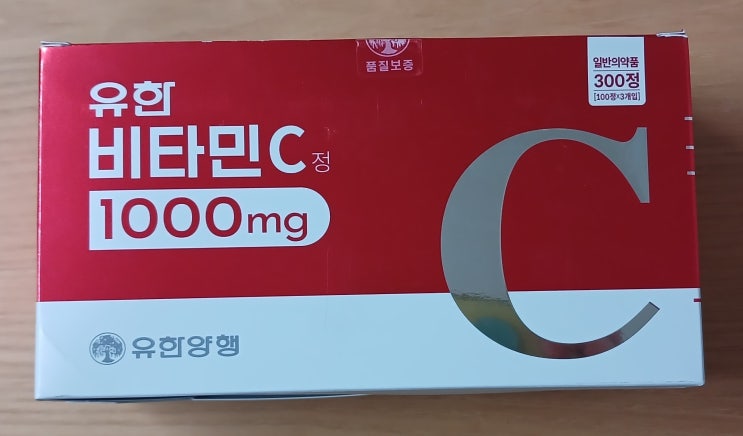 품질보증
일반의약품
300정
[100정x3개입]
유한
비타민C정
1000mg
C
유한양행